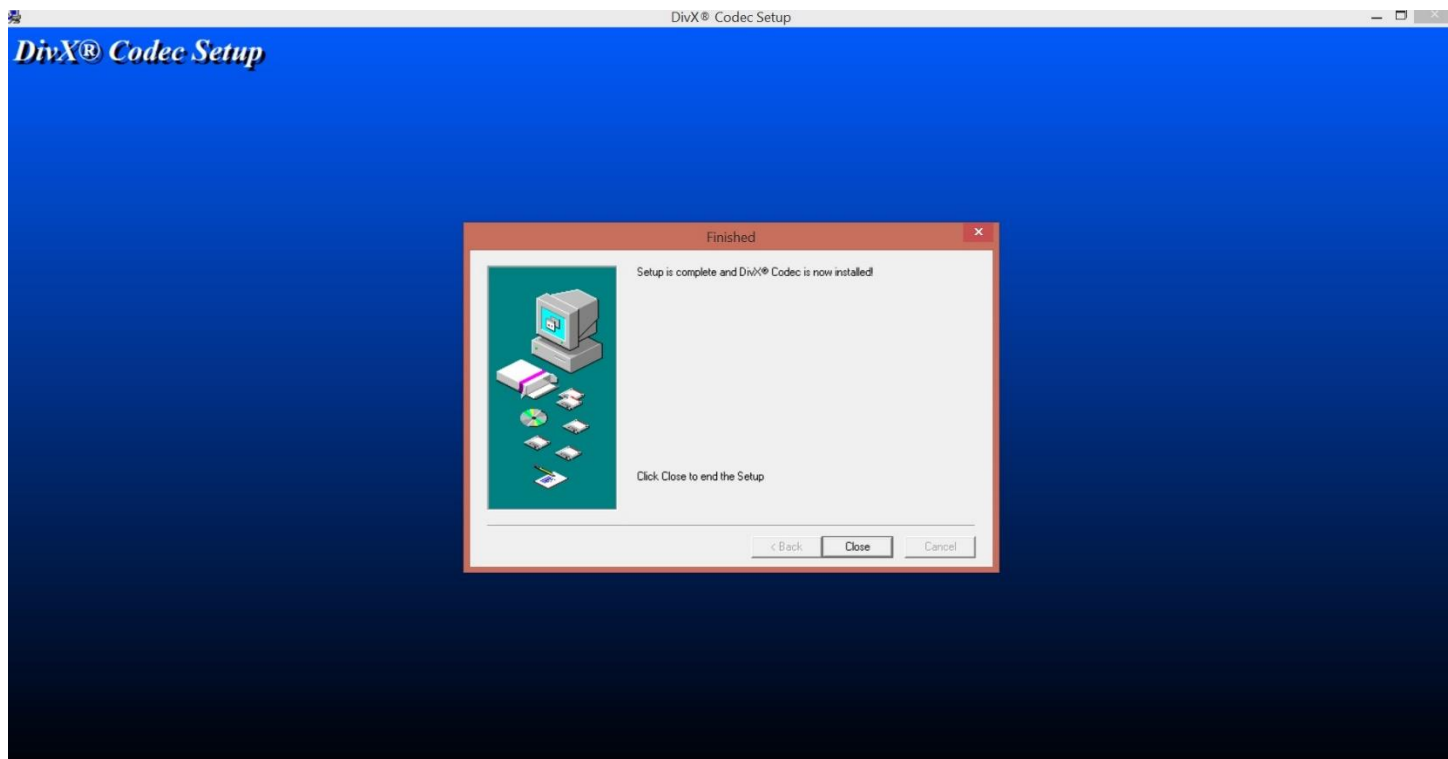 DivX® Codec Setup
DivX® Codec Setup
Finished
Setup is complete and DivX® Codec is now installed!
Click Close to end the Setup
< Back Close Cancel